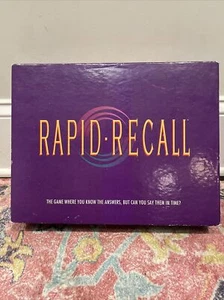 RAPID·RECALL
THE GAME WHERE YOU KNOW THE ANSWERS, BUT CAN YOU SAY THEM IN TIME?